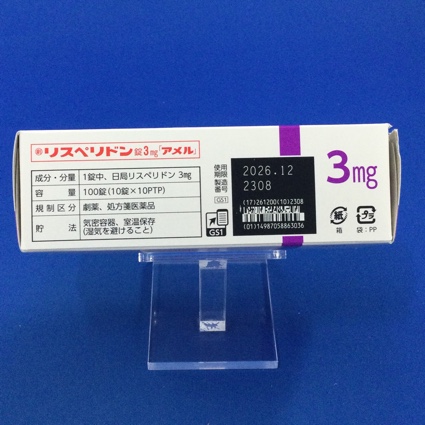 リスペリドン錠3mg「アメル」
成分・分量 1錠中、日局リスペリドン 3mg
容量 100錠(10錠×10PTP)
規制区分 劇薬、処方箋医薬品
貯法 気密容器、室温保存
(湿気を避けること)
使用
期限
製造
番号
2026.12
2308
GS1
(17)261200(10)2308
(01)14987058863036
GS1
3mg
紙
箱
プラ
袋:PP